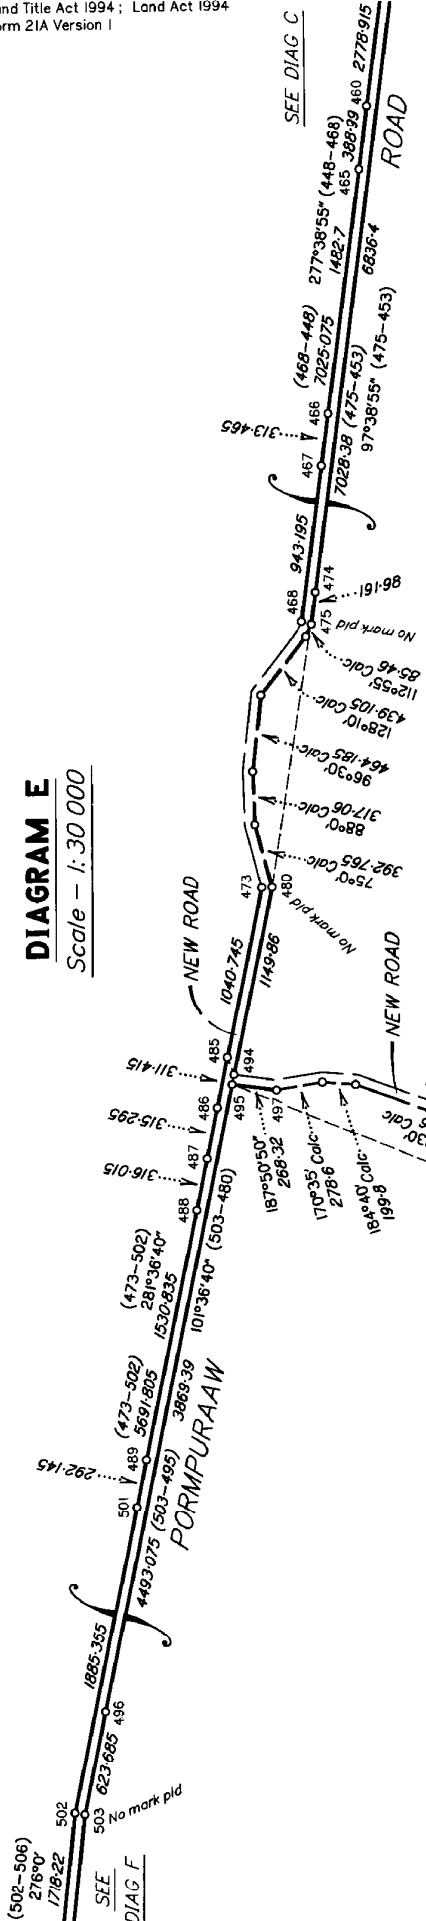 and Title Act 1994 ; Land Act 1994
orm 21A Version 1
SEE DIAG C
2778·915
460
388·99
465
ROAD
277°38'55" (448-468)
1482·7
6836·4
(468-448)
7025·075
466
313·465
467
7028·38 (475-453)
97°38'55" (475-453)
943·195
468
474
86·161
475
No mark pld
85·46 Calc
112°55'
439·105 Calc
128°10'
464·185 Calc
96°30'
317·06 Calc
88°0'
392·765 Calc
75°0'
DIAGRAM E
Scale – 1: 30 000
473
480
No mark pld
NEW ROAD
1040·745
1149·86
485
494
311·415
486
495
315·295
487
497
316·015
488
187°50'50"
268·32
170°35' Calc
278·6
184°40' Calc
199·8
NEW ROAD
30'
Calc
(473-502)
281°36'40"
1530·835
101°36'40" (503-480)
(473-502)
5691·805
3869·39
489
292·145
501
4493·075 (503-495)
PORMPURAAW
1885·355
496
623·685
502
503
No mark pld
(502-506)
276°0'
1718·22
SEE
DIAG F